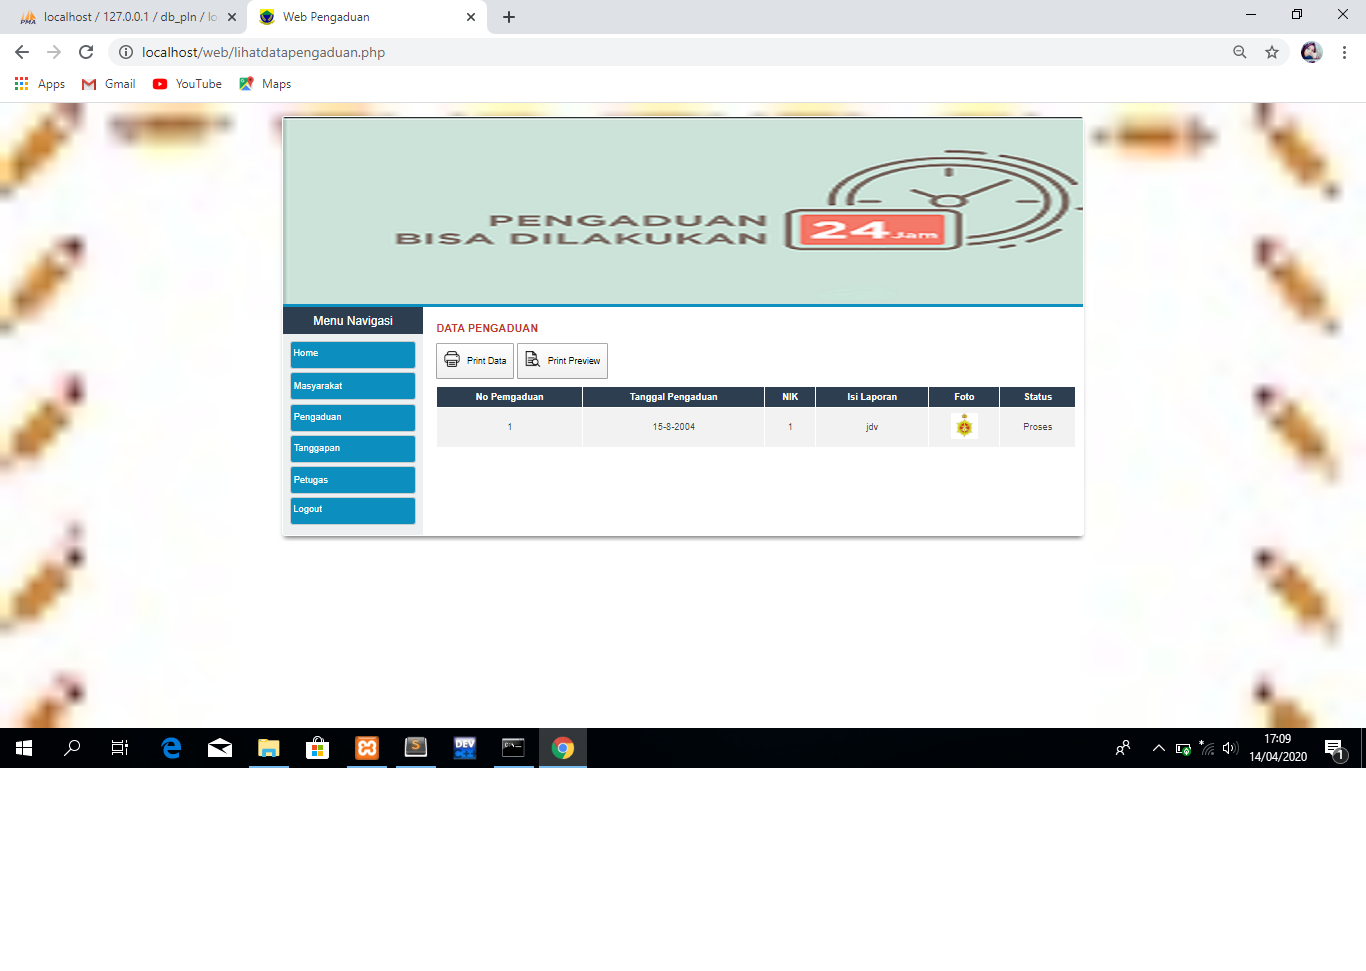 localhost / 127.0.0.1 / db_pln / lo
Web Pengaduan
localhost/web/lihatdatapengaduan.php
Apps
Gmail
YouTube
Maps
PENGADUAN
BISA DILAKUKAN
24 Jam
Menu Navigasi
Home
Masyarakat
Pengaduan
Tanggapan
Petugas
Logout
DATA PENGADUAN
Print Data
Print Preview
No Pemgaduan Tanggal Pengaduan NIK Isi Laporan Foto Status
1 15-8-2004 1 jdv Proses
DEV
17:09
14/04/2020
1